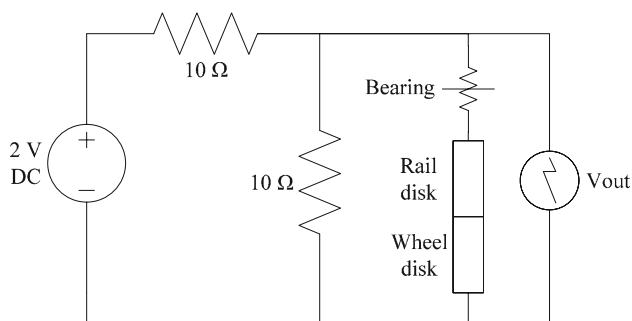 10 Ω
Bearing
2 V
DC
+
−
10 Ω
Rail
disk
Vout
Wheel
disk